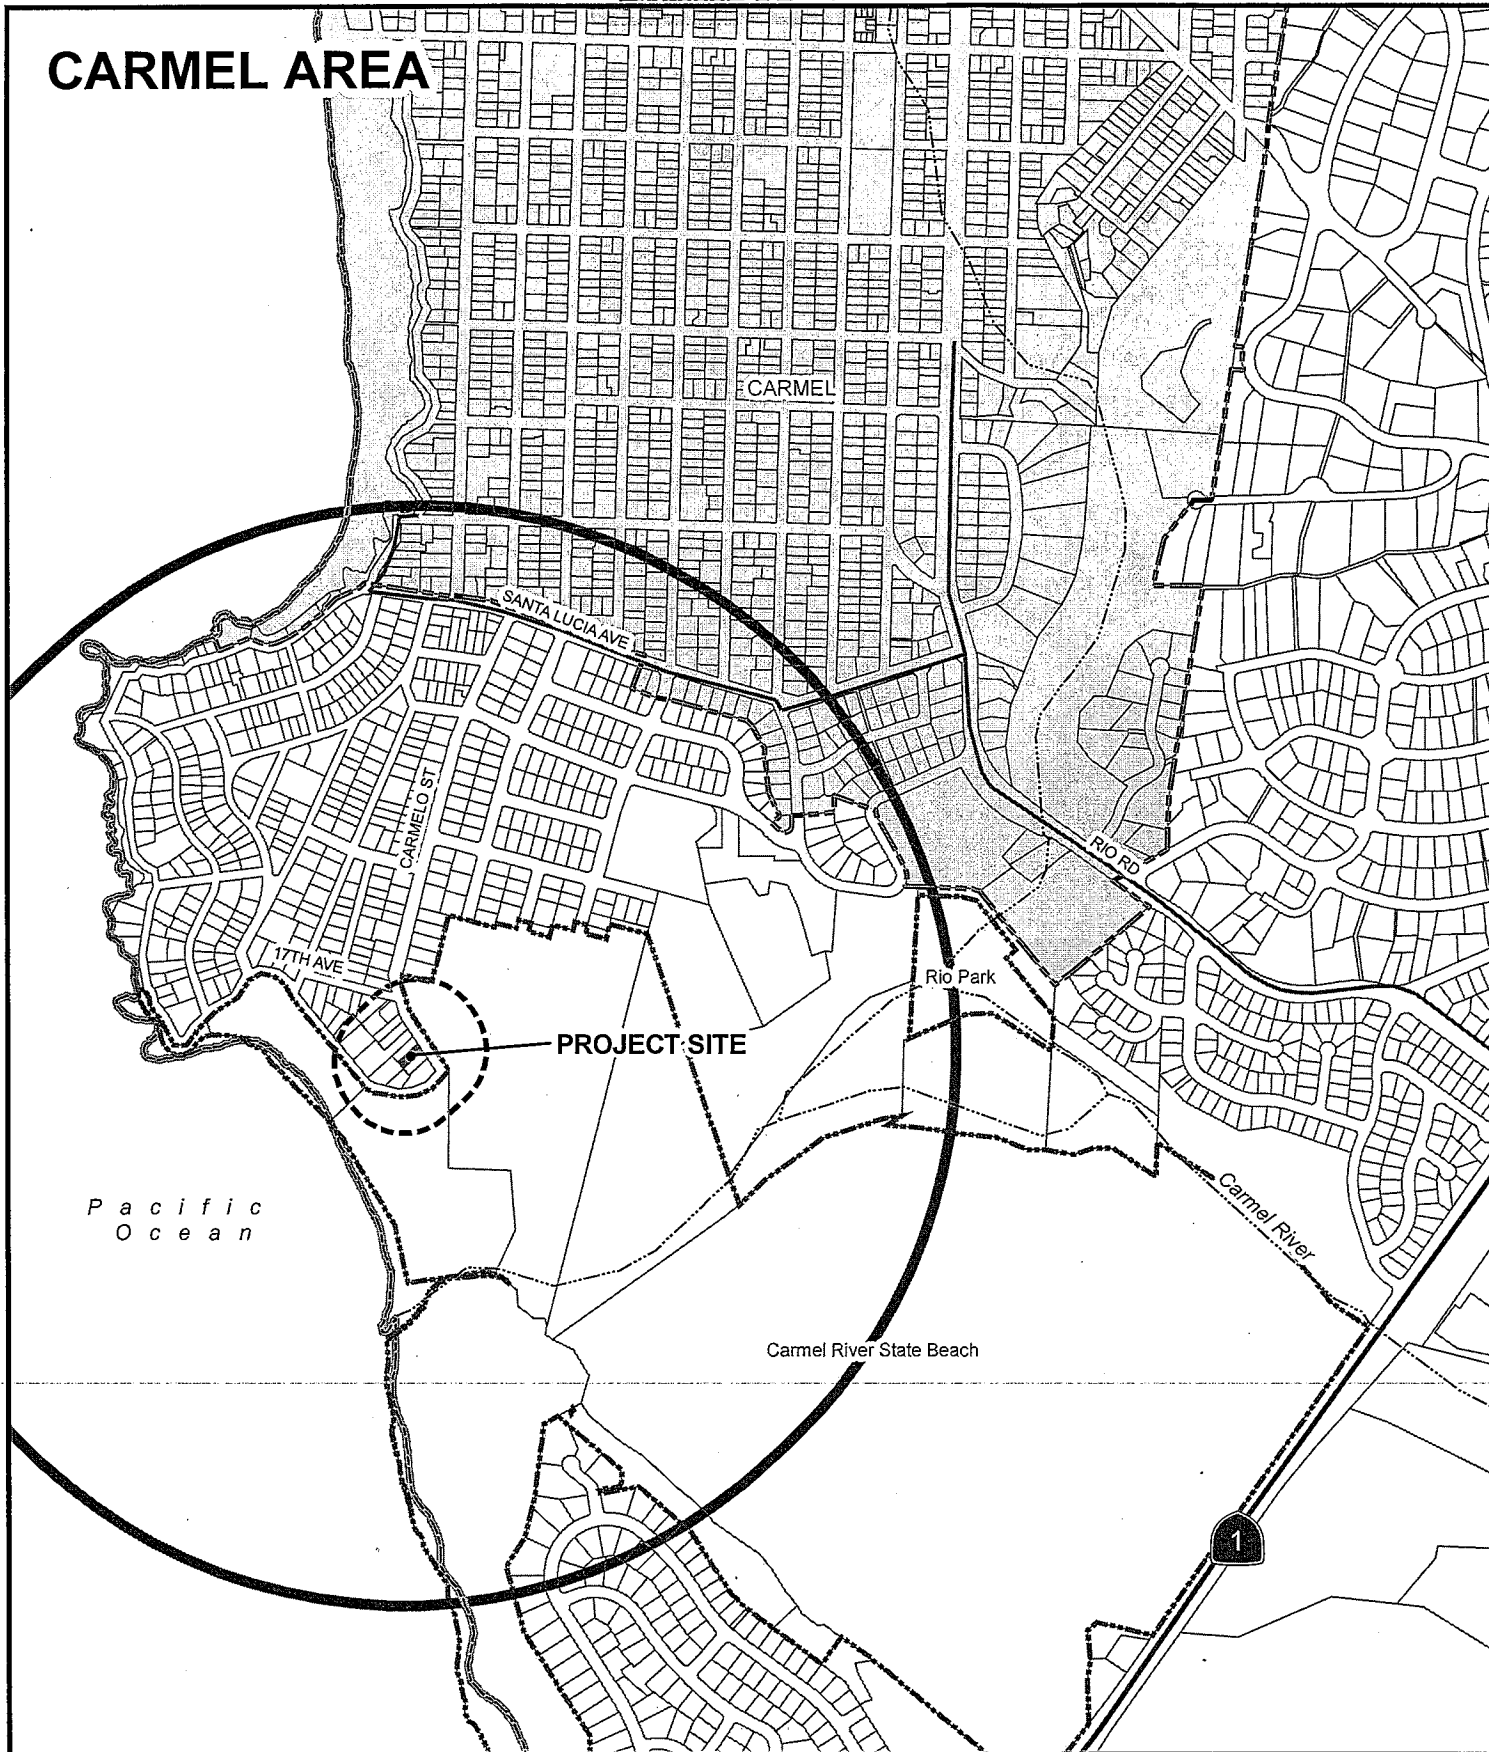 CARMEL AREA
CARMEL
SANTA LUCIA AVE
CARMELO ST
RIO RD
17TH AVE
Rio Park
PROJECT SITE
Carmel River
Pacific
Ocean
Carmel River State Beach
1